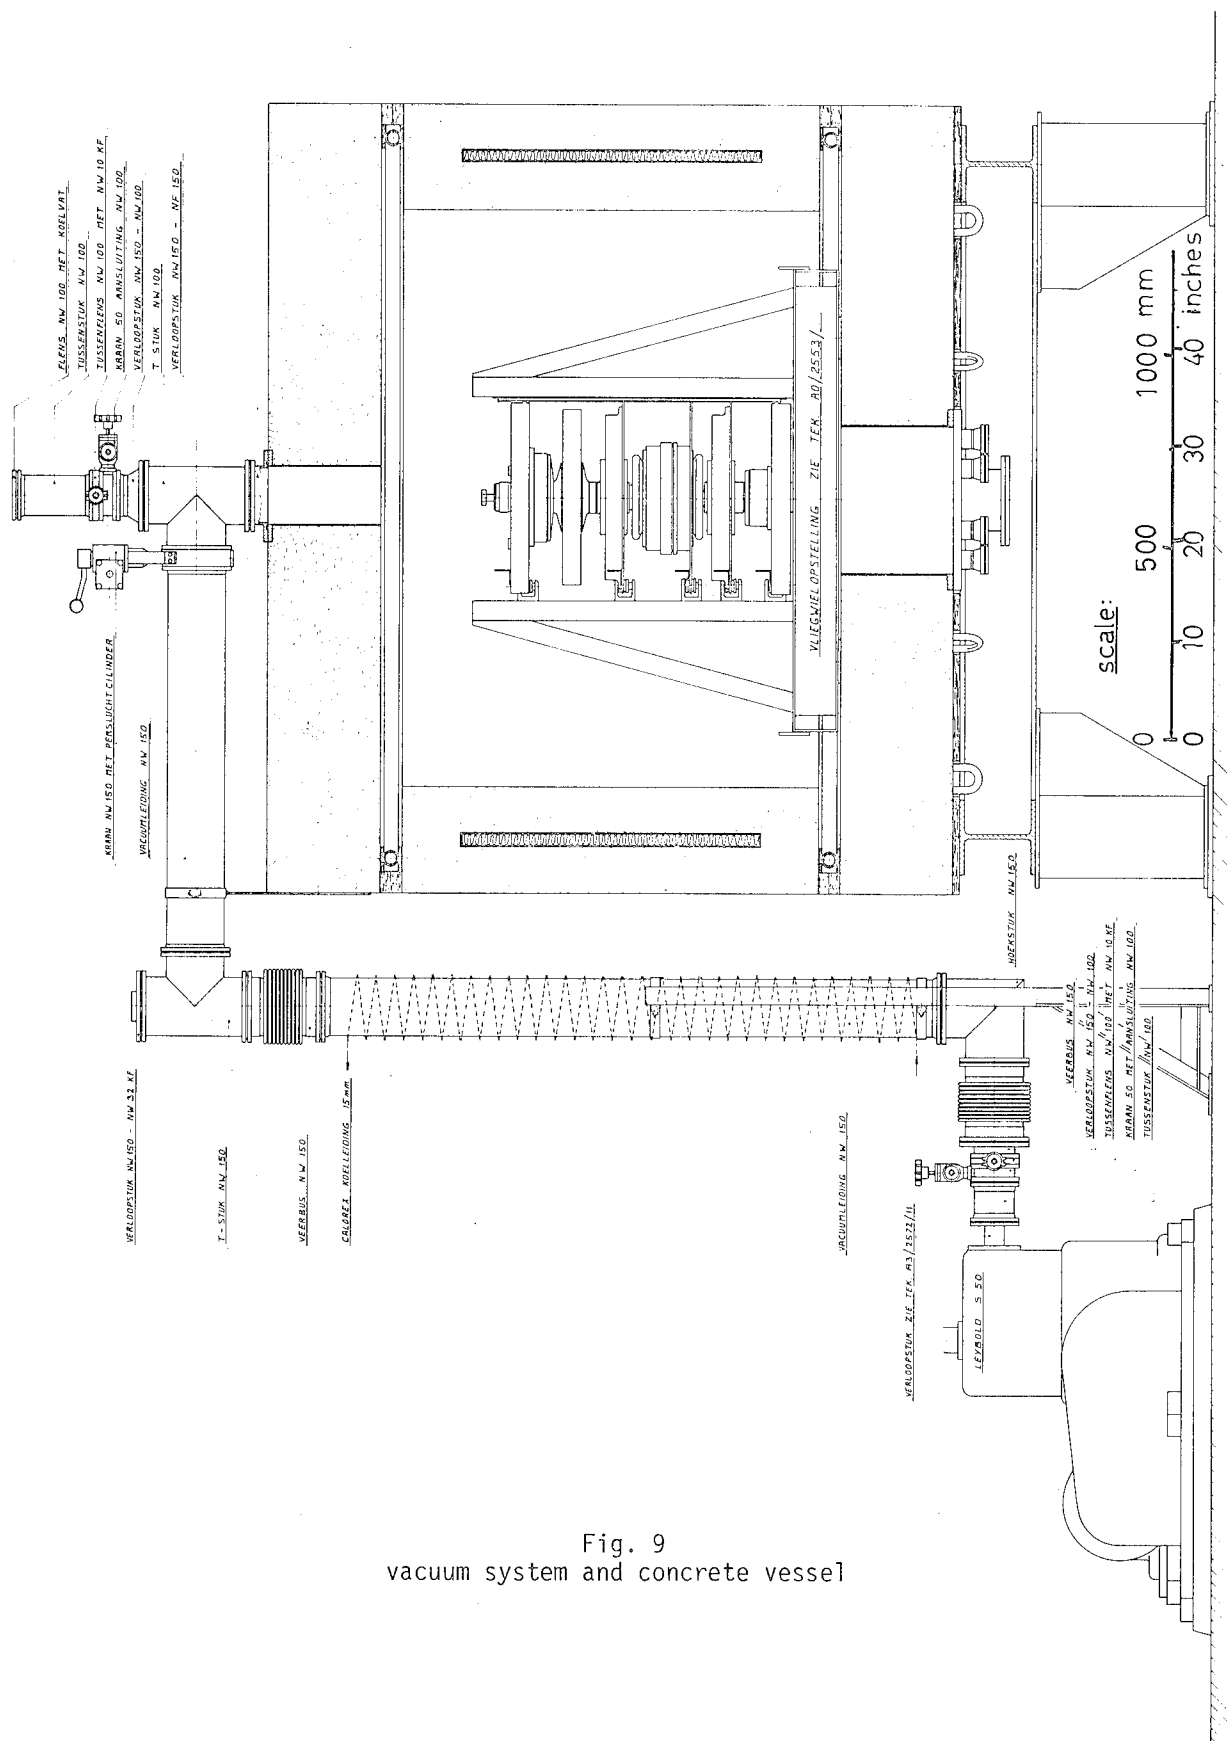 FLENS NW 100 MET KOELVAT
TUSSENSTUK NW 100
TUSSENFLENS NW 100 MET NW 10 KF
KRAAN 50 AANSLUITING NW 100
VERLOOPSTUK NW 150 - NW 100
T STUK NW 100
VERLOOPSTUK NW 150 - NF 150
KRAAN NW 150 MET PERSLUCHT CILINDER
VACUUMLEIDING NW 150
VLIEGWIELOPSTELLING ZIE TEK A0/2553/
scale:
0 500 1000 mm
0 10 20 30 40 inches
VERLOOPSTUK NW 150 - NW 32 KF
T-STUK NW 150
VEERBUS NW 150
CALOREX KOELLEIDING 15mm
VACUUMLEIDING NW 150
VERLOOPSTUK ZIE TEK A3/2572/11
HOEKSTUK NW 150
VEERBUS NW 150
VERLOOPSTUK NW 150 - NW 100
TUSSENFLENS NW 100 MET NW 10 KF
KRAAN 50 MET AANSLUITING NW 100
TUSSENSTUK NW 100
LEYBOLD S 50
Fig. 9
vacuum system and concrete vessel